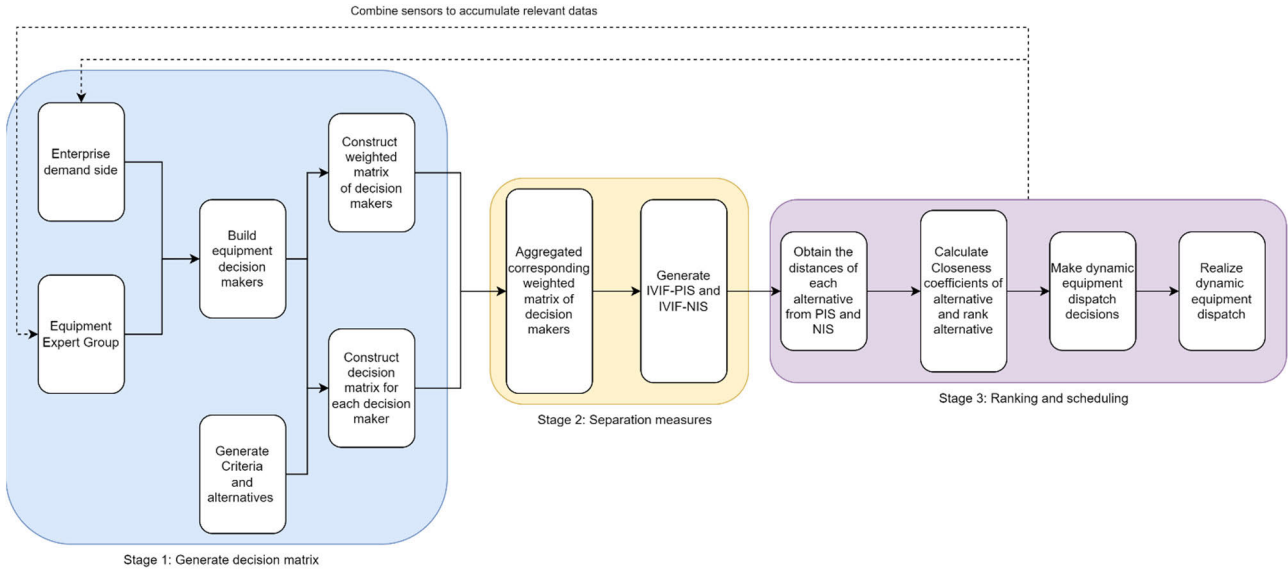 Combine sensors to accumulate relevant datas
Enterprise
demand side
Equipment
Expert Group
Build
equipment
decision
makers
Generate
Criteria
and
alternatives
Construct
weighted
matrix
of decision
makers
Construct
decision
matrix for
each decision
maker
Stage 1: Generate decision matrix
Aggregated
corresponding
weighted
matrix of
decision
makers
Generate
IVIF-PIS and
IVIF-NIS
Stage 2: Separation measures
Obtain the
distances of
each
alternative
from PIS and
NIS
Calculate
Closeness
coefficients of
alternative
and rank
alternative
Make dynamic
equipment
dispatch
decisions
Realize
dynamic
equipment
dispatch
Stage 3: Ranking and scheduling